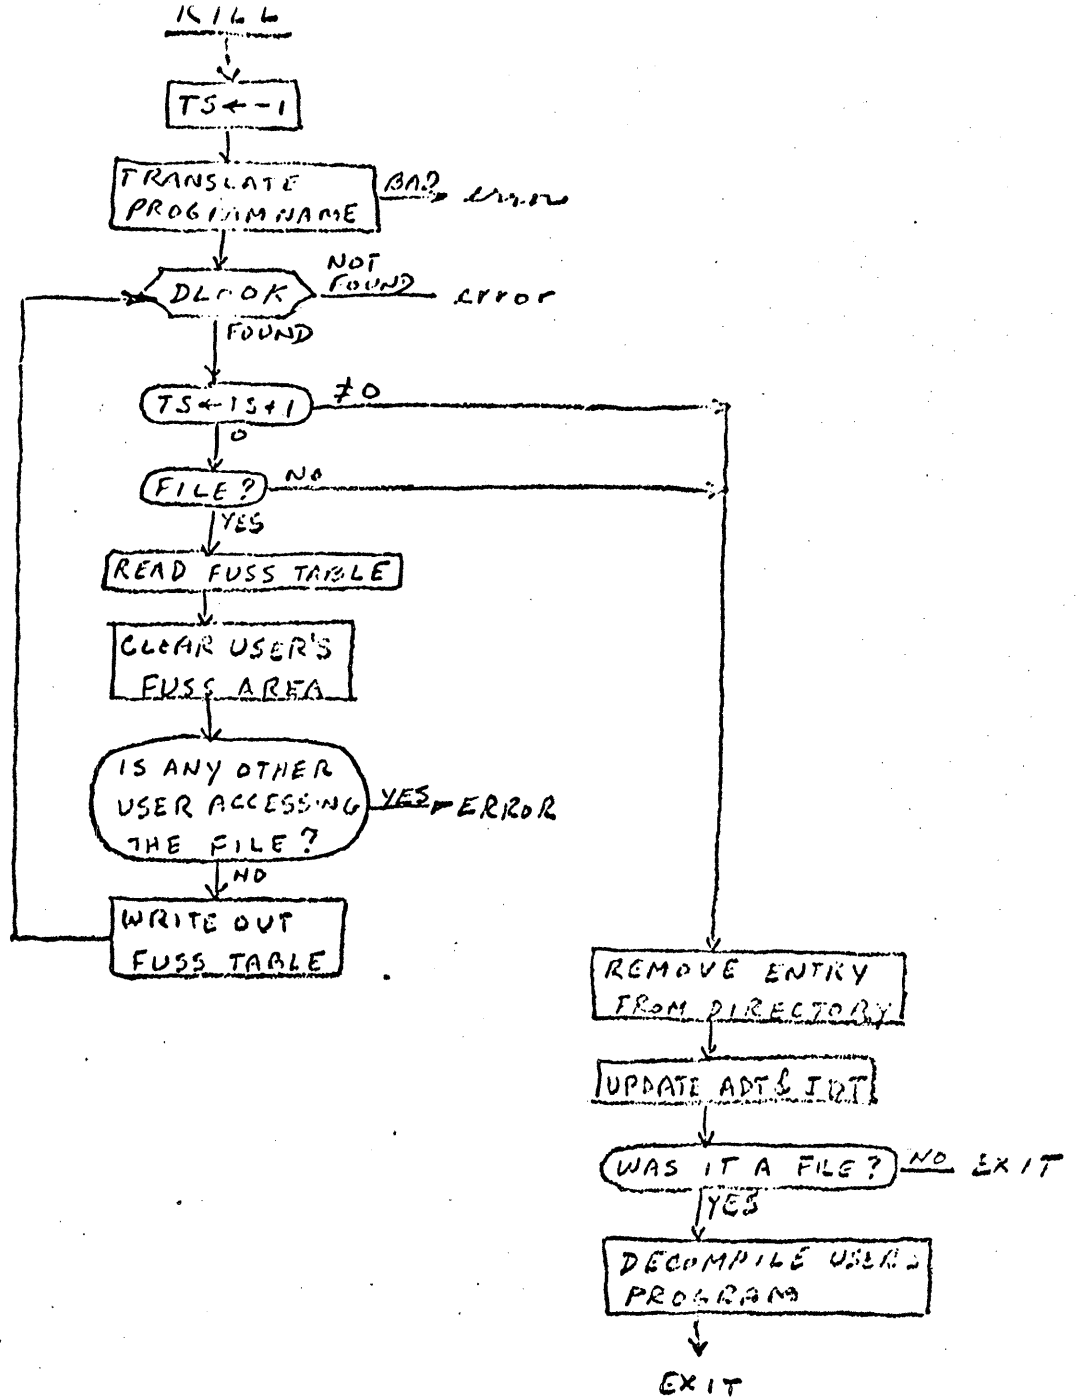 KILL
TS ← -1
TRANSLATE
PROGRAM NAME
BAD
error
DLOOK
NOT
FOUND
error
FOUND
TS ← TS + 1
≠ 0
0
FILE?
NO
YES
READ FUSS TABLE
CLEAR USER'S
FUSS AREA
IS ANY OTHER
USER ACCESSING
THE FILE?
YES
ERROR
NO
WRITE OUT
FUSS TABLE
REMOVE ENTRY
FROM DIRECTORY
UPDATE ADT & IDT
WAS IT A FILE?
NO
EXIT
YES
DECOMPILE USERS
PROGRAM
EXIT